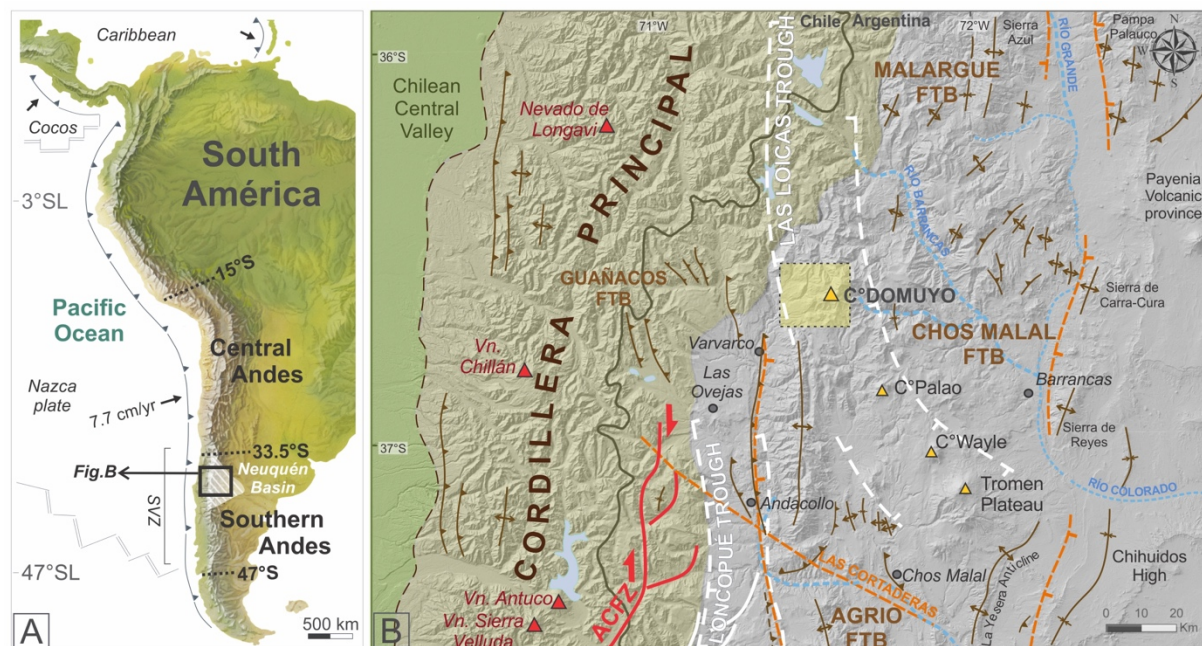 Caribbean
Cocos
South
América
3°SL
15°S
Pacific
Ocean
Central
Andes
Nazca
plate
7.7 cm/yr
33.5°S
Fig.B
Neuquén
Basin
SVZ
Southern
Andes
47°SL
47°S
500 km
A
71°W
72°W
Chile
Argentina
36°S
Chilean
Central
Valley
Nevado de
Longaví
CORDILLERA PRINCIPAL
LAS LOICAS TROUGH
MALARGUE
FTB
Sierra
Azul
RÍO GRANDE
Pampa
Palauco
N
W
E
S
Payenia
Volcanic
province
RÍO BARRANCAS
GUAÑACOS
FTB
C°DOMUYO
Sierra de
Carra-Cura
CHOS MALAL
FTB
Varvarco
Vn.
Chillán
Las
Ovejas
C°Palao
Barrancas
37°S
C°Wayle
Sierra de
Reyes
Tromen
Plateau
RÍO COLORADO
Andacollo
LONCOPUE TROUGH
LAS CORTADERAS
Chos Malal
La Yesera Anticline
Chihuidos
High
Vn. Antuco
Vn. Sierra
Velluda
ACFZ
AGRIO
FTB
0 10 20
Km
B